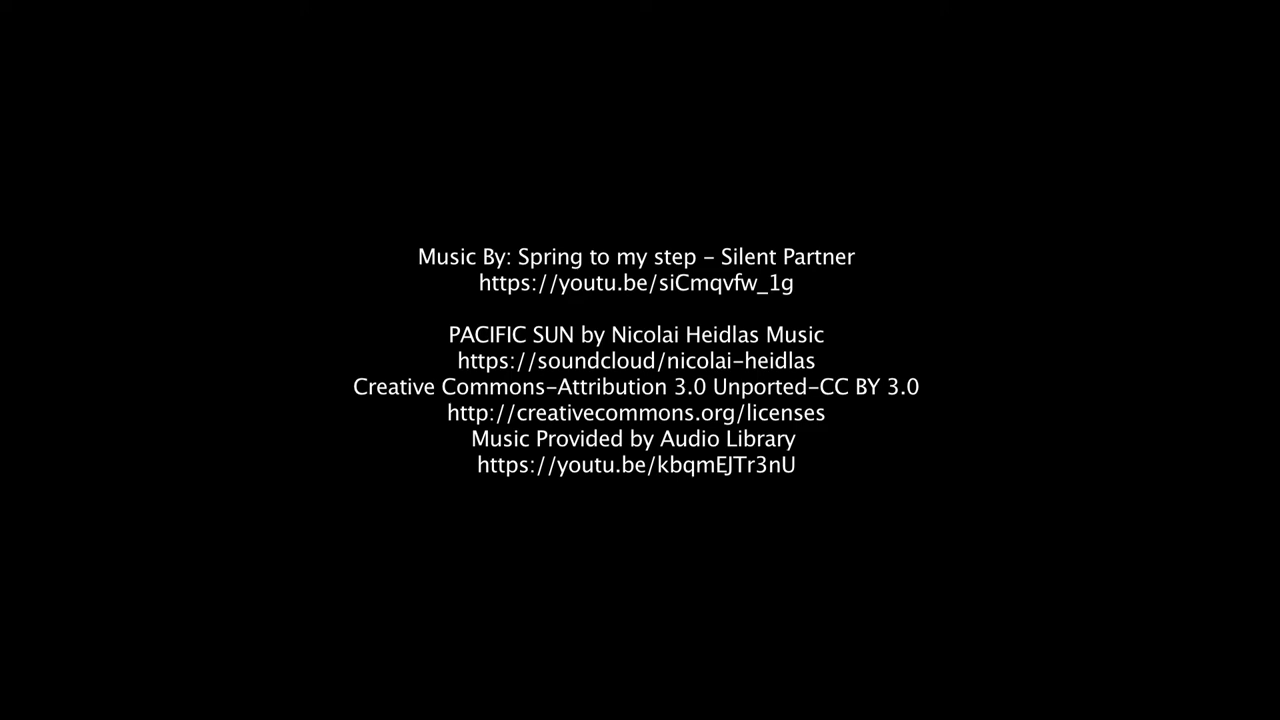 Music By: Spring to my step – Silent Partner
https://youtu.be/siCmqvfw_1g
PACIFIC SUN by Nicolai Heidlas Music
https://soundcloud/nicolai-heidlas
Creative Commons-Attribution 3.0 Unported-CC BY 3.0
http://creativecommons.org/licenses
Music Provided by Audio Library
https://youtu.be/kbqmEJTr3nU